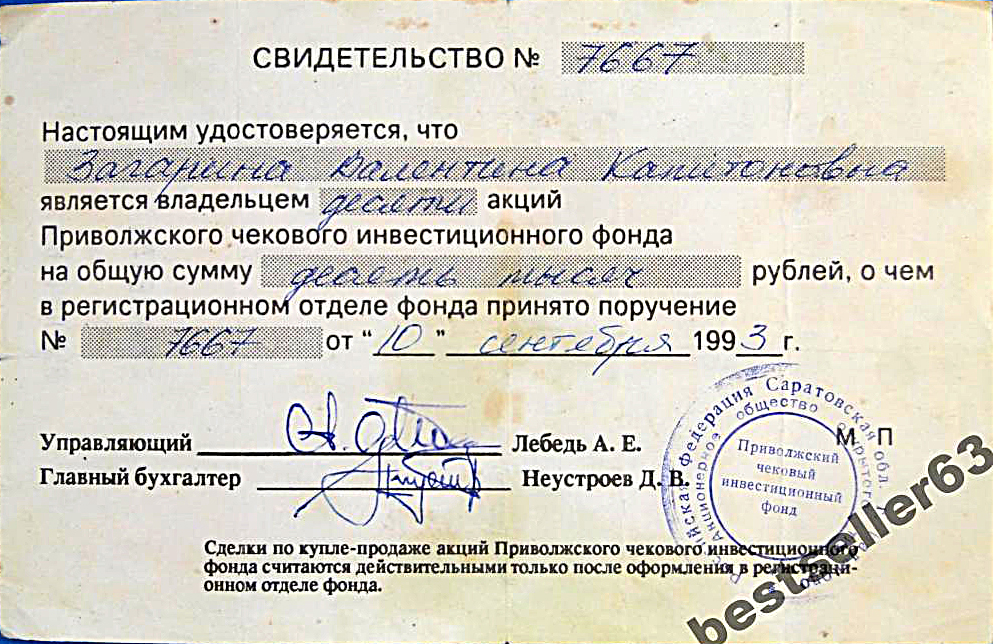 СВИДЕТЕЛЬСТВО № 7667
Настоящим удостоверяется, что
Загарина Валентина Капитоновна
является владельцем десяти акций
Приволжского чекового инвестиционного фонда
на общую сумму десять тысяч рублей, о чем
в регистрационном отделе фонда принято поручение
№ 7667 от "10" сентября 1993 г.
Управляющий Лебедь А. Е.
М П
Главный бухгалтер Неустроев Д. В.
Российская Федерация Саратовская обл.
Акционерное общество открытого
Приволжский
чековый
инвестиционный
фонд
Сделки по купле-продаже акций Приволжского чекового инвестиционного
фонда считаются действительными только после оформления в регистраци-
онном отделе фонда.
bestseller63